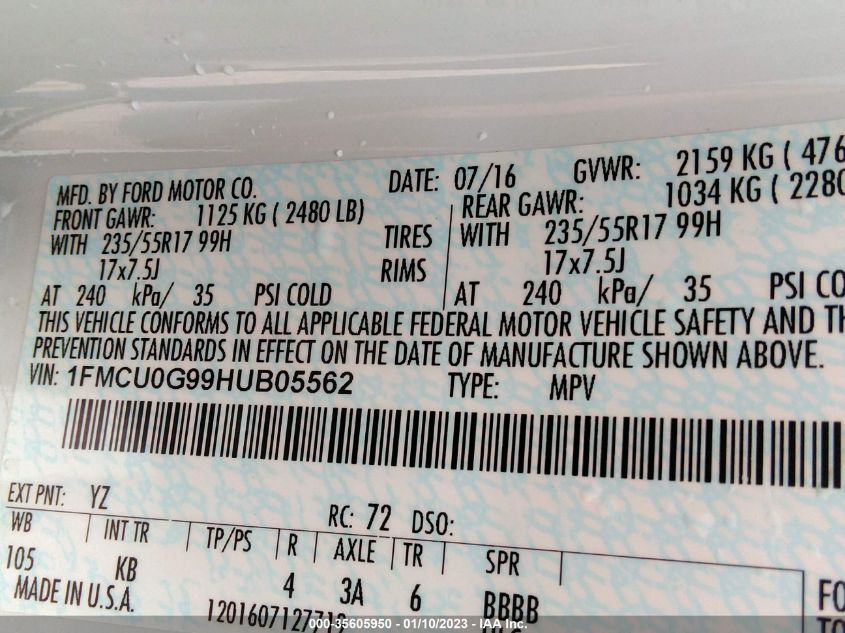 MFD. BY FORD MOTOR CO. DATE: 07/16 GVWR: 2159 KG ( 476
FRONT GAWR: 1125 KG ( 2480 LB) REAR GAWR: 1034 KG ( 2280
WITH 235/55R17 99H TIRES WITH 235/55R17 99H
17x7.5J RIMS 17x7.5J
AT 240 kPa/ 35 PSI COLD AT 240 kPa/ 35 PSI CO
THIS VEHICLE CONFORMS TO ALL APPLICABLE FEDERAL MOTOR VEHICLE SAFETY AND TH
PREVENTION STANDARDS IN EFFECT ON THE DATE OF MANUFACTURE SHOWN ABOVE.
VIN: 1FMCU0G99HUB05562 TYPE: MPV
EXT PNT: YZ RC: 72 DSO:
WB INT TR TP/PS R AXLE TR SPR
105 KB 4 3A 6 BBBB
MADE IN U.S.A. FO
000-35605950 - 01/10/2023 - IAA Inc.